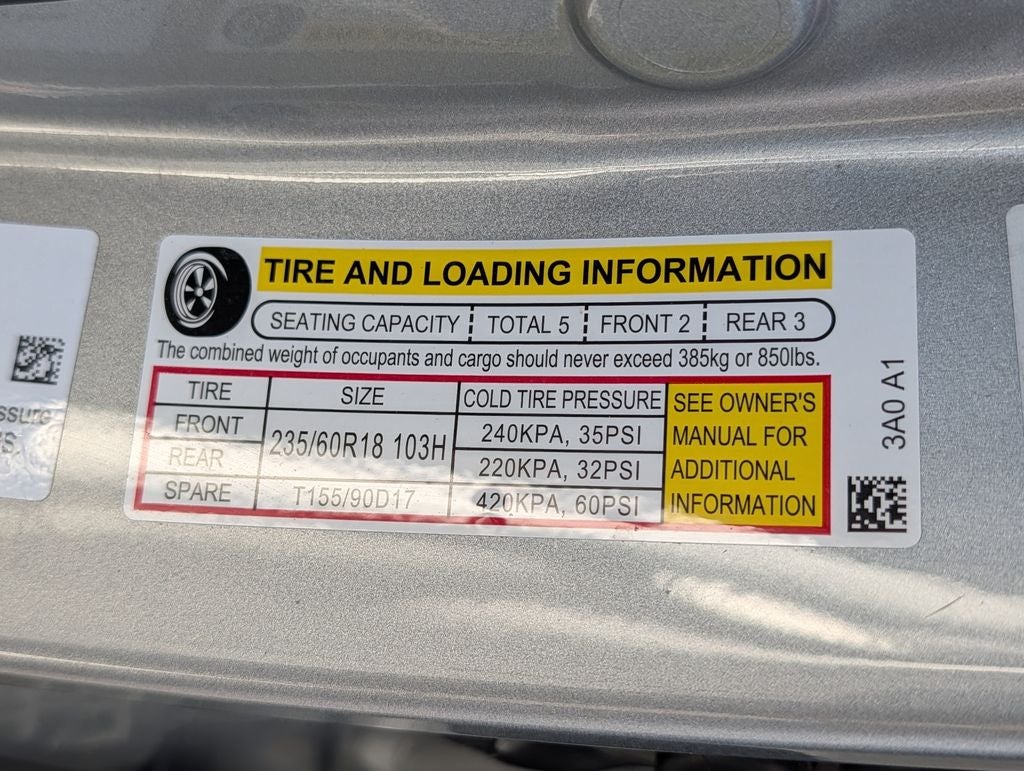 TIRE AND LOADING INFORMATION
SEATING CAPACITY TOTAL 5 FRONT 2 REAR 3
The combined weight of occupants and cargo should never exceed 385kg or 850lbs.
TIRE SIZE COLD TIRE PRESSURE
FRONT 235/60R18 103H 240KPA, 35PSI
REAR 220KPA, 32PSI
SPARE T155/90D17 420KPA, 60PSI
SEE OWNER'S
MANUAL FOR
ADDITIONAL
INFORMATION
3A0 A1